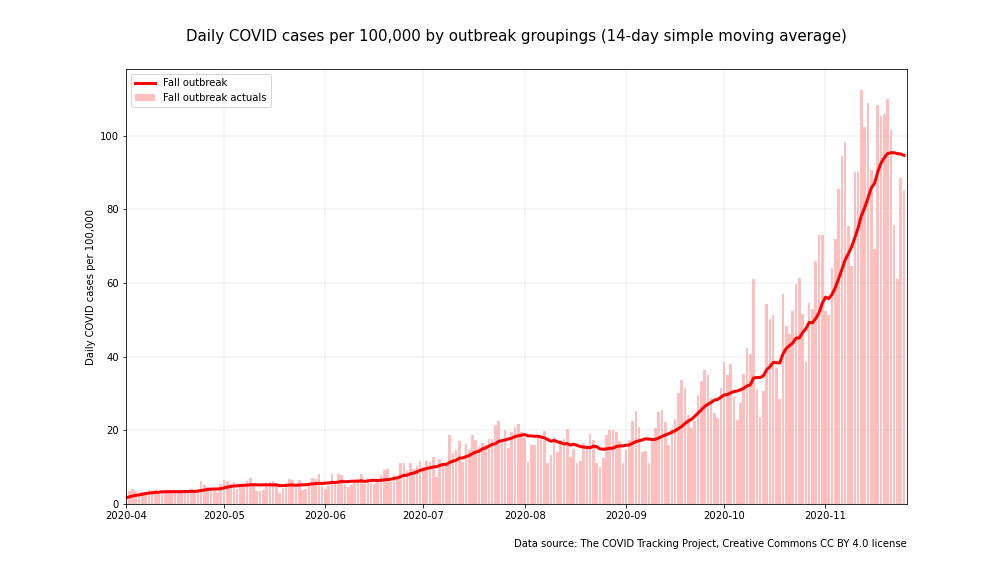 Daily COVID cases per 100,000 by outbreak groupings (14-day simple moving average)
Fall outbreak
Fall outbreak actuals
Daily COVID cases per 100,000
100
80
60
40
20
0
2020-04 2020-05 2020-06 2020-07 2020-08 2020-09 2020-10 2020-11
Data source: The COVID Tracking Project, Creative Commons CC BY 4.0 license